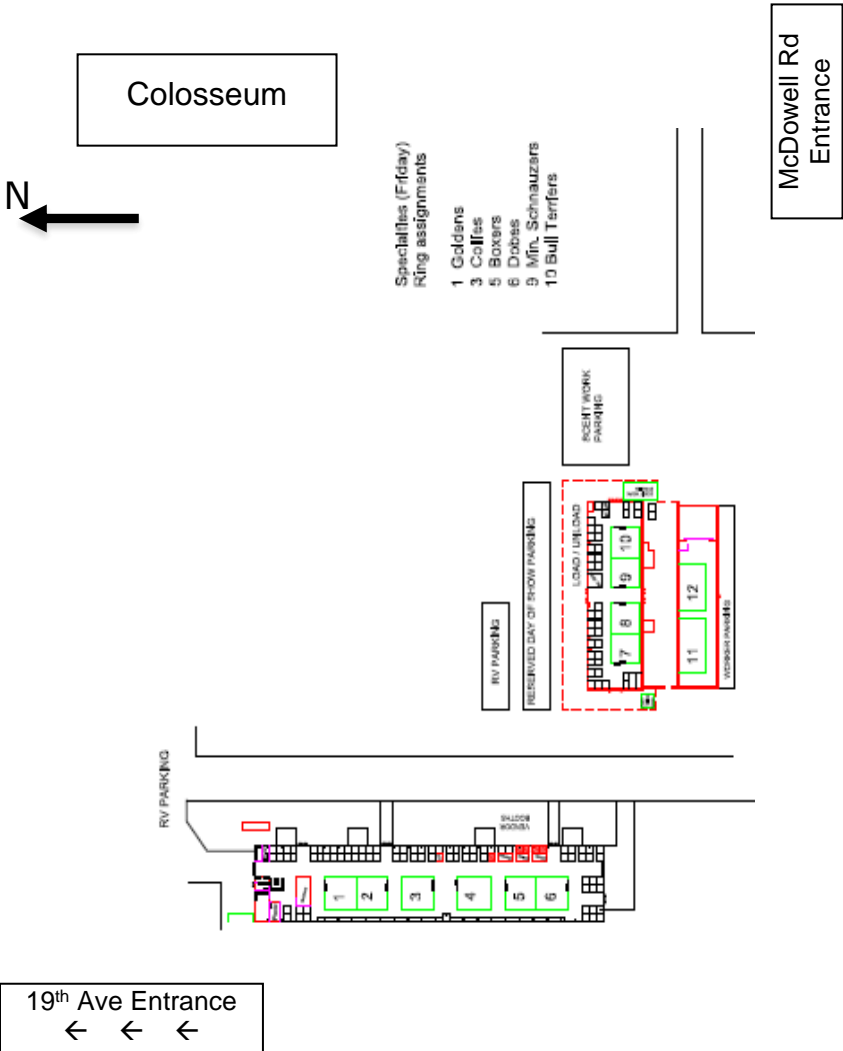 Colosseum
McDowell Rd
Entrance
N
Specialties (Friday)
Ring assignments
1 Goldens
3 Collies
5 Boxers
6 Dobes
9 Min. Schnauzers
10 Bull Terriers
SCENT WORK
PARKING
LOAD / UNLOAD
RESERVED DAY OF SHOW PARKING
RV PARKING
10
9
8
7
12
11
WORKER PARKING
RV PARKING
VENDOR
BOOTHS
1
2
3
4
5
6
19th Ave Entrance
← ← ←